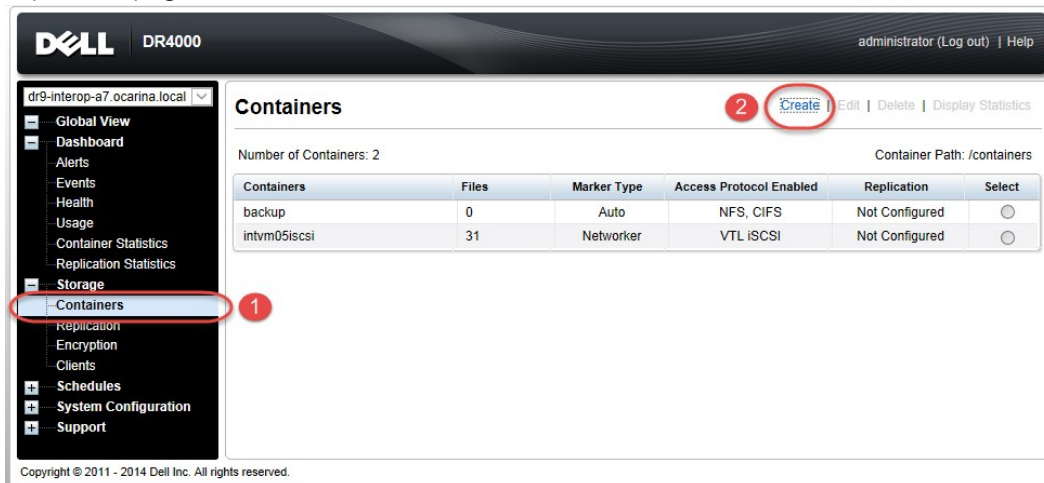 DELL DR4000 administrator (Log out) | Help
dr9-interop-a7.ocarina.local
Global View
Dashboard
Alerts
Events
Health
Usage
Container Statistics
Replication Statistics
Storage
Containers
Replication
Encryption
Clients
Schedules
System Configuration
Support
1
Containers
2 Create | Edit | Delete | Display Statistics
Number of Containers: 2 Container Path: /containers
Containers Files Marker Type Access Protocol Enabled Replication Select
backup 0 Auto NFS, CIFS Not Configured
intvm05iscsi 31 Networker VTL iSCSI Not Configured
Copyright © 2011 - 2014 Dell Inc. All rights reserved.